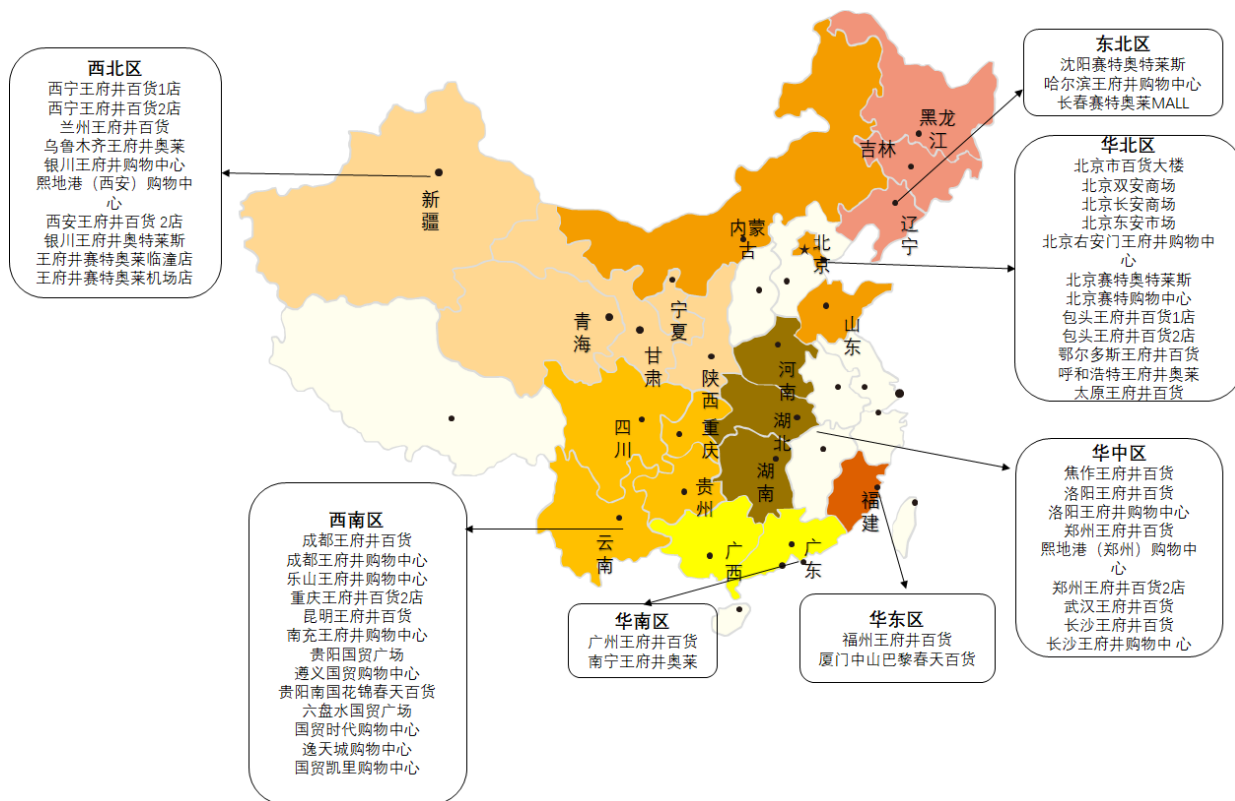 西北区
西宁王府井百货1店
西宁王府井百货2店
兰州王府井百货
乌鲁木齐王府井奥莱
银川王府井购物中心
熙地港（西安）购物中
心
西安王府井百货 2店
银川王府井奥特莱斯
王府井赛特奥莱临潼店
王府井赛特奥莱机场店
东北区
沈阳赛特奥特莱斯
哈尔滨王府井购物中心
长春赛特奥莱MALL
华北区
北京市百货大楼
北京双安商场
北京长安商场
北京东安市场
北京右安门王府井购物中
心
北京赛特奥特莱斯
北京赛特购物中心
包头王府井百货1店
包头王府井百货2店
鄂尔多斯王府井百货
呼和浩特王府井奥莱
太原王府井百货
黑龙
江
吉林
辽
宁
新
疆
内蒙
古
北
京
宁
夏
青
海
甘
肃
陕
西
山
东
河
南
湖
北
湖
南
四
川
重
庆
贵
州
云
南
广
西
广
东
福
建
华中区
焦作王府井百货
洛阳王府井百货
洛阳王府井购物中心
郑州王府井百货
熙地港（郑州）购物中
心
郑州王府井百货2店
武汉王府井百货
长沙王府井百货
长沙王府井购物中心
西南区
成都王府井百货
成都王府井购物中心
乐山王府井购物中心
重庆王府井百货2店
昆明王府井百货
南充王府井购物中心
贵阳国贸广场
遵义国贸购物中心
贵阳南国花锦春天百货
六盘水国贸广场
国贸时代购物中心
逸天城购物中心
国贸凯里购物中心
华南区
广州王府井百货
南宁王府井奥莱
华东区
福州王府井百货
厦门中山巴黎春天百货